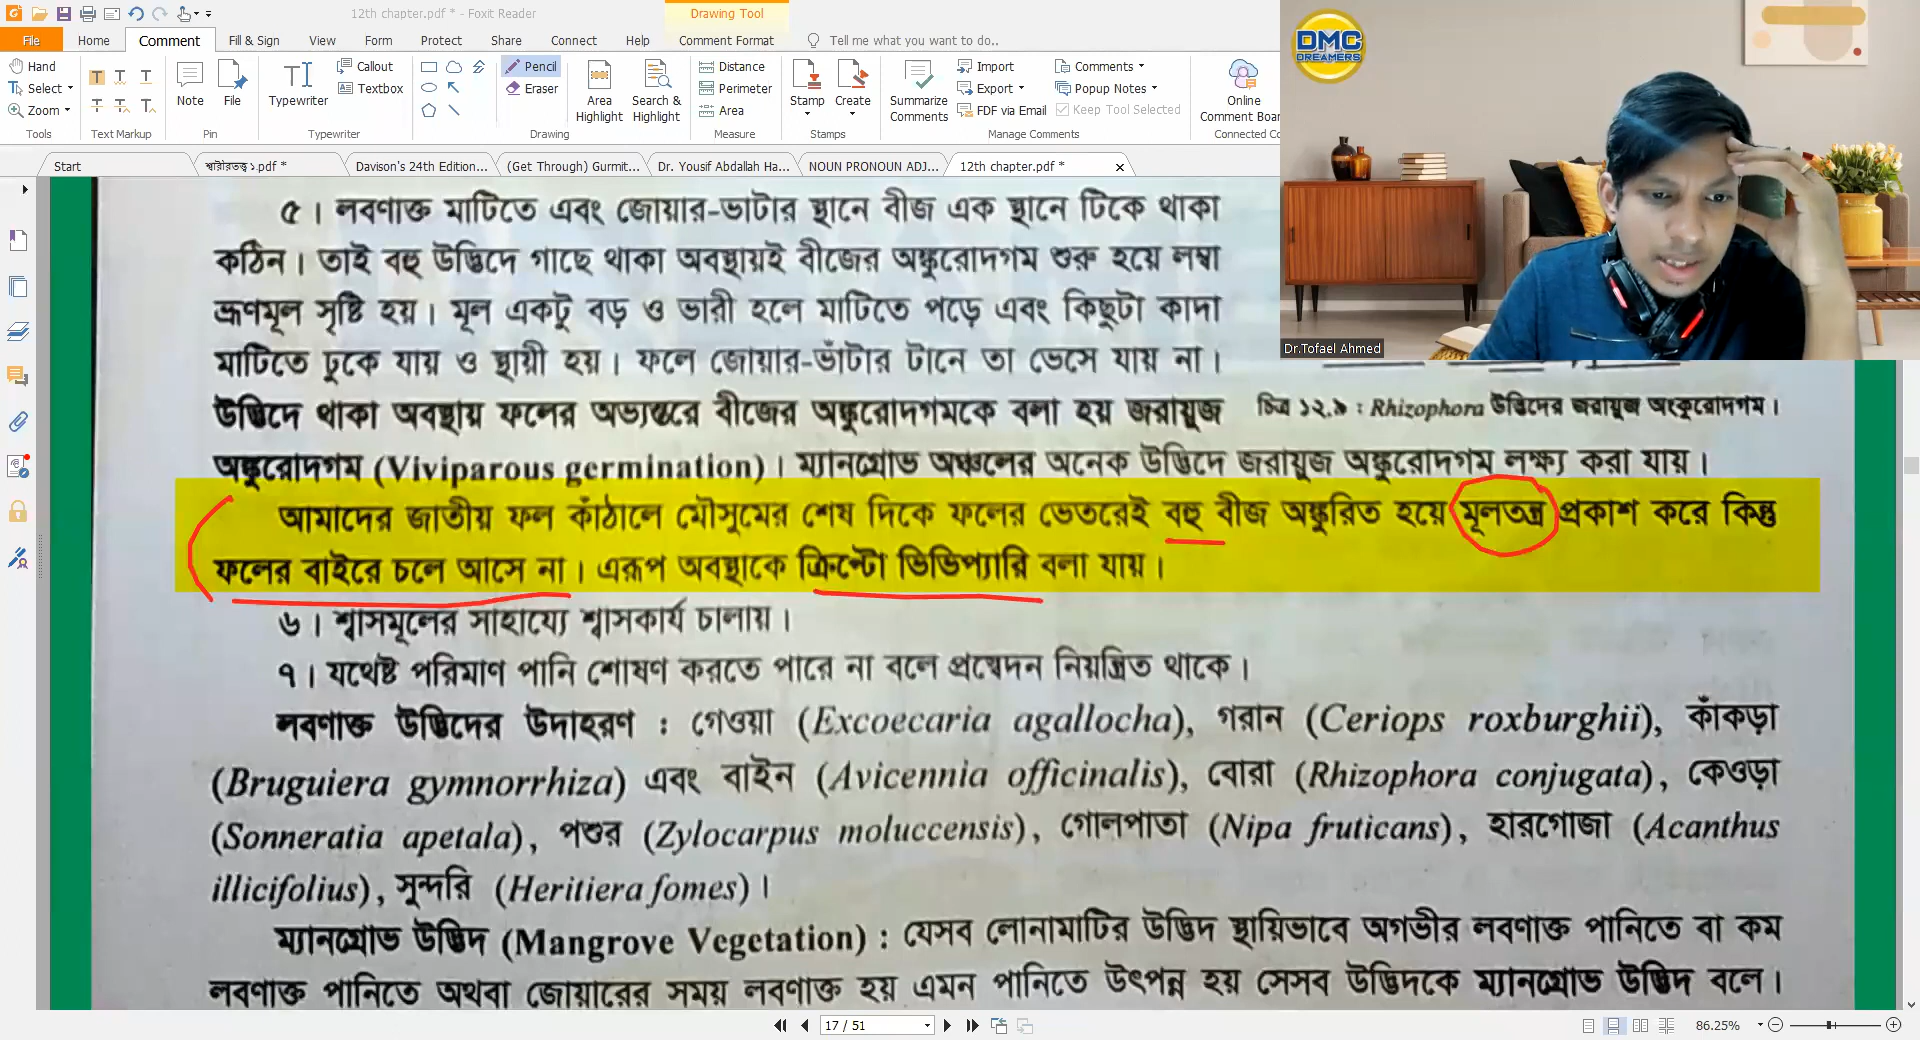 12th chapter.pdf * - Foxit Reader
Drawing Tool
File Home Comment Fill & Sign View Form Protect Share Connect Help Comment Format Tell me what you want to do..
Hand
Select
Zoom
Tools
Text Markup
Note
File
Pin
Typewriter
Callout
Textbox
Typewriter
Pencil
Eraser
Area Highlight
Search & Highlight
Drawing
Distance
Perimeter
Area
Measure
Stamp
Create
Stamps
Summarize Comments
Import
Export
FDF via Email
Comments
Popup Notes
Keep Tool Selected
Manage Comments
Online Comment Boar
Connected Co
DMC
DREAMERS
Start
শারীরতত্ত্ব ১.pdf *
Davison's 24th Edition...
(Get Through) Gurmit...
Dr. Yousif Abdallah Ha...
NOUN PRONOUN ADJ...
12th chapter.pdf *
Dr.Tofael Ahmed
৫। লবণাক্ত মাটিতে এবং জোয়ার-ভাটার স্থানে বীজ এক স্থানে টিকে থাকা
কঠিন। তাই বহু উদ্ভিদে গাছে থাকা অবস্থায়ই বীজের অঙ্কুরোদগম শুরু হয়ে লম্বা
ভ্রূণমূল সৃষ্টি হয়। মূল একটু বড় ও ভারী হলে মাটিতে পড়ে এবং কিছুটা কাদা
মাটিতে ঢুকে যায় ও স্থায়ী হয়। ফলে জোয়ার-ভাঁটার টানে তা ভেসে যায় না।
উদ্ভিদে থাকা অবস্থায় ফলের অভ্যন্তরে বীজের অঙ্কুরোদগমকে বলা হয় জরায়ুজ
চিত্র ১২.৯ : Rhizophora উদ্ভিদের জরায়ুজ অংকুরোদগম।
অঙ্কুরোদগম (Viviparous germination)। ম্যানগ্রোভ অঞ্চলের অনেক উদ্ভিদে জরায়ুজ অঙ্কুরোদগম লক্ষ্য করা যায়।
আমাদের জাতীয় ফল কাঁঠালে মৌসুমের শেষ দিকে ফলের ভেতরেই বহু বীজ অঙ্কুরিত হয়ে মূলতন্ত্র প্রকাশ করে কিন্তু
ফলের বাইরে চলে আসে না। এরূপ অবস্থাকে ক্রিপ্টো ভিভিপ্যারি বলা যায়।
৬। শ্বাসমূলের সাহায্যে শ্বাসকার্য চালায়।
৭। যথেষ্ট পরিমাণ পানি শোষণ করতে পারে না বলে প্রস্বেদন নিয়ন্ত্রিত থাকে।
লবণাক্ত উদ্ভিদের উদাহরণ : গেওয়া (Excoecaria agallocha), গরান (Ceriops roxburghii), কাঁকড়া
(Bruguiera gymnorrhiza) এবং বাইন (Avicennia officinalis), বোরা (Rhizophora conjugata), কেওড়া
(Sonneratia apetala), পশুর (Zylocarpus moluccensis), গোলপাতা (Nipa fruticans), হারগোজা (Acanthus
illicifolius), সুন্দরি (Heritiera fomes)।
ম্যানগ্রোভ উদ্ভিদ (Mangrove Vegetation) : যেসব লোনামাটির উদ্ভিদ স্থায়িভাবে অগভীর লবণাক্ত পানিতে বা কম
লবণাক্ত পানিতে অথবা জোয়ারের সময় লবণাক্ত হয় এমন পানিতে উৎপন্ন হয় সেসব উদ্ভিদকে ম্যানগ্রোভ উদ্ভিদ বলে।
17 / 51
86.25%